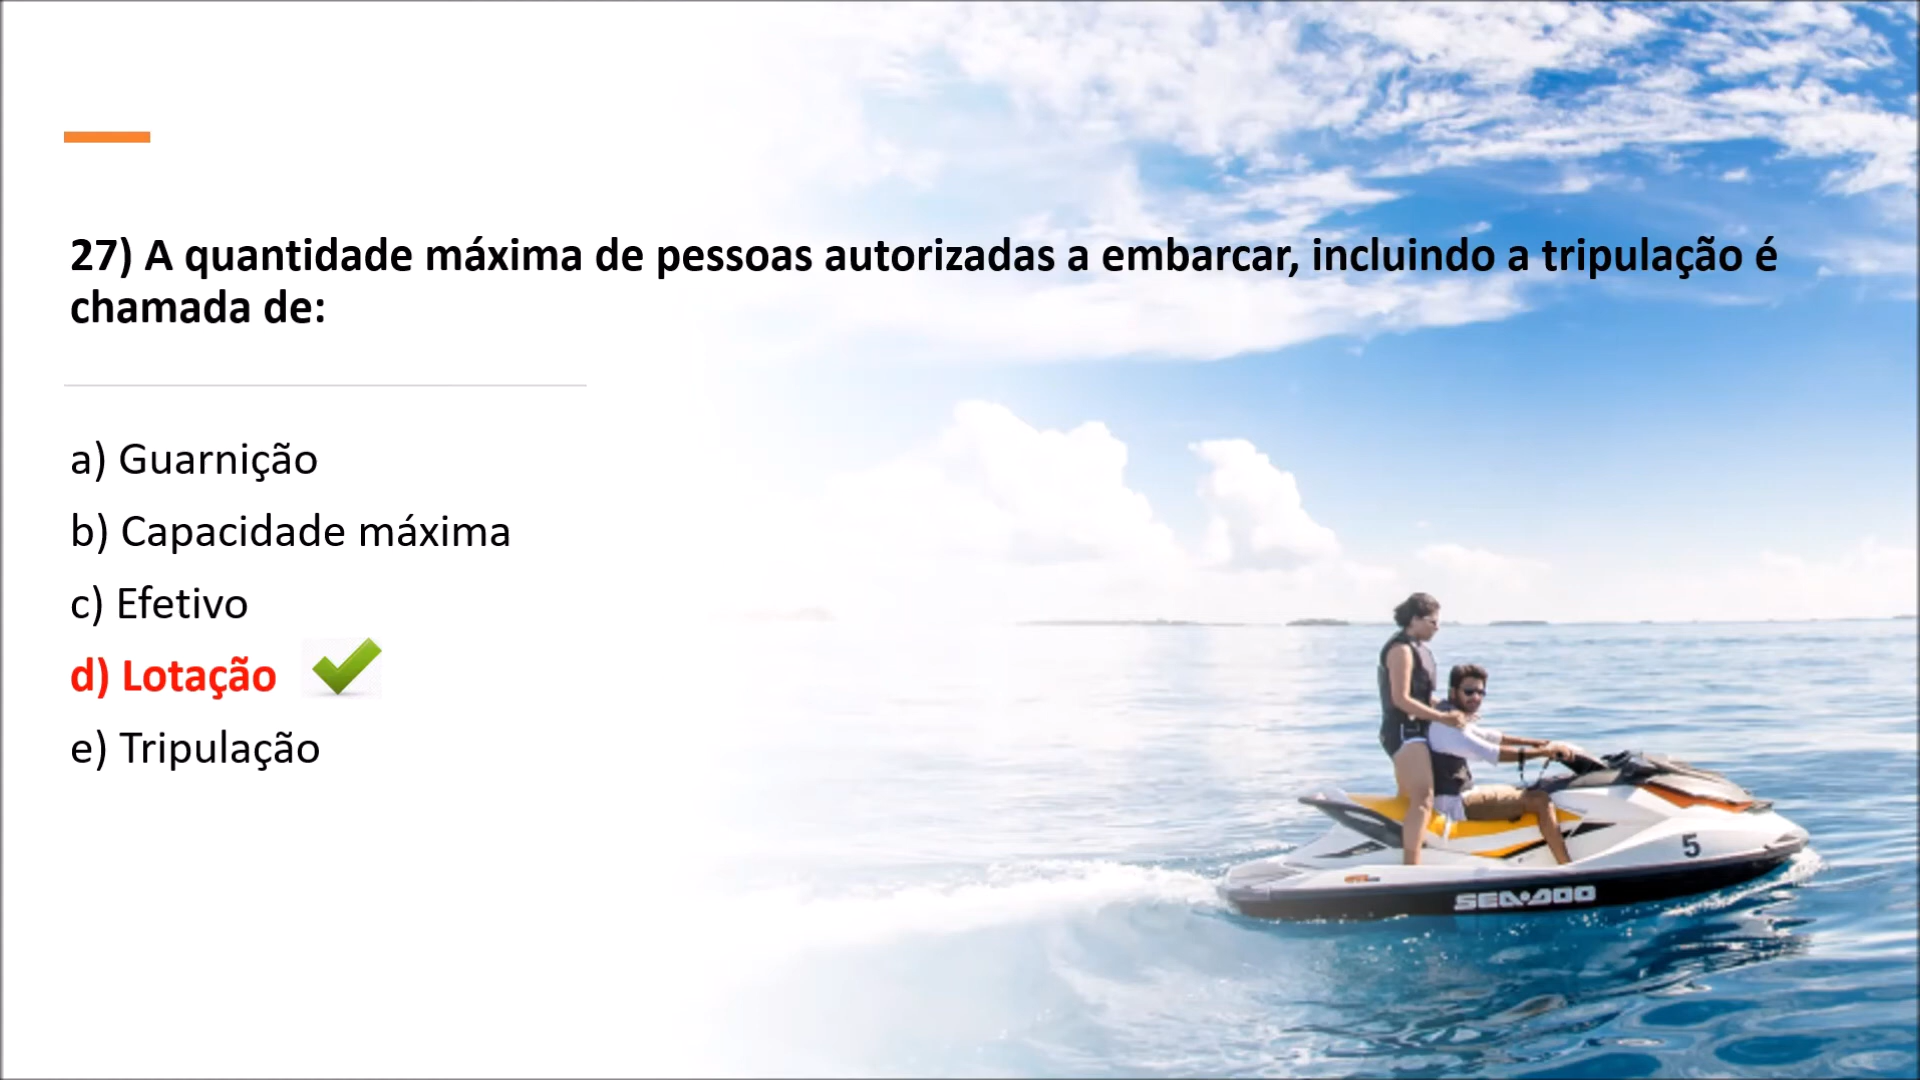 27) A quantidade máxima de pessoas autorizadas a embarcar, incluindo a tripulação é
chamada de:
a) Guarnição
b) Capacidade máxima
c) Efetivo
d) Lotação
e) Tripulação
5
SEA-DOO